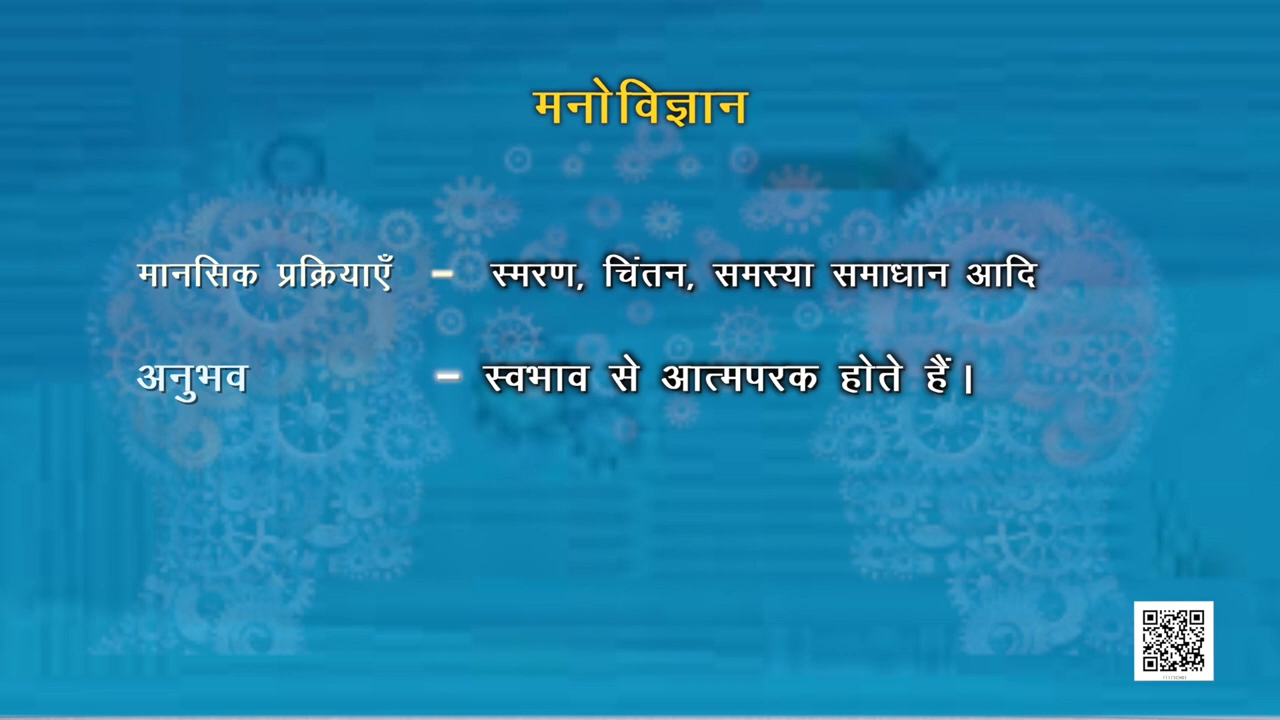 मनोविज्ञान
मानसिक प्रक्रियाएँ – स्मरण, चिंतन, समस्या समाधान आदि
अनुभव – स्वभाव से आत्मपरक होते हैं।